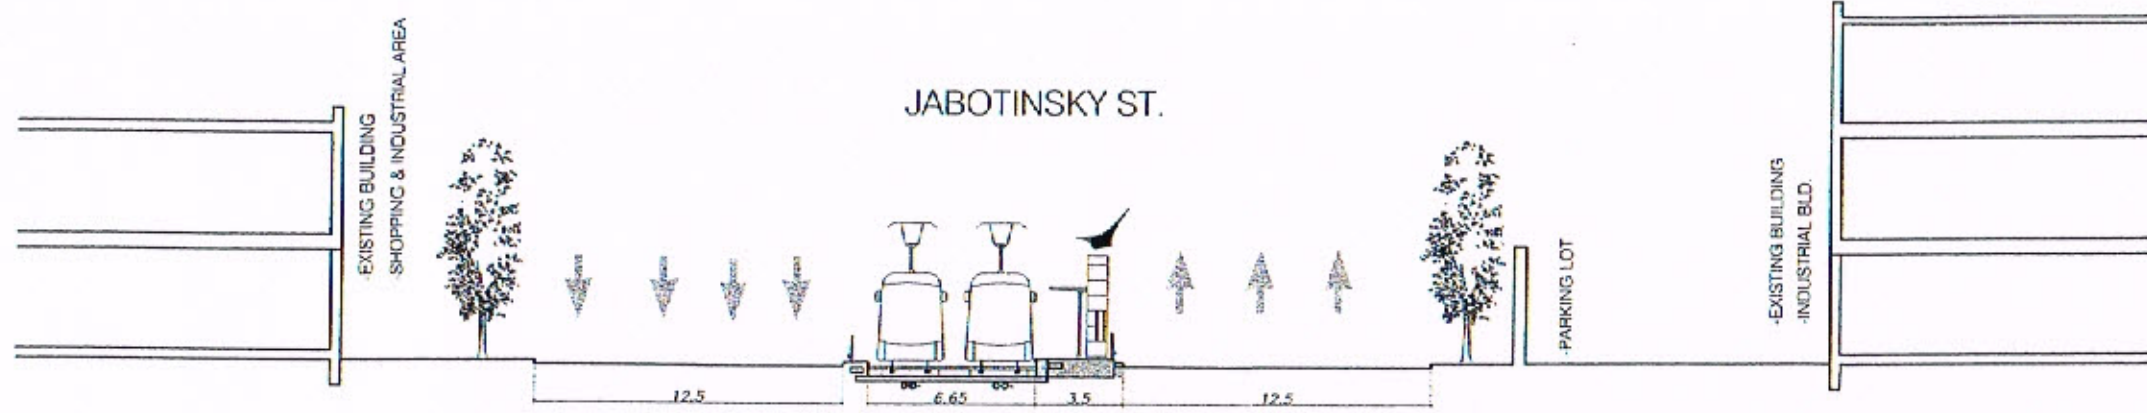 JABOTINSKY ST.
-EXISTING BUILDING
-SHOPPING & INDUSTRIAL AREA
-PARKING LOT
-EXISTING BUILDING
-INDUSTRIAL BLD.
12.5
6.65
3.5
12.5